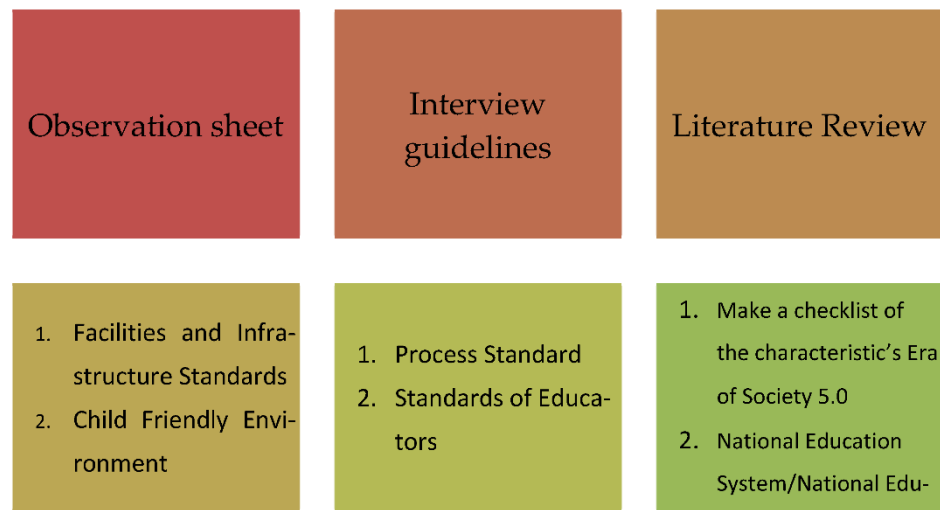 Observation sheet
Interview
guidelines
Literature Review
1. Facilities and Infra-
structure Standards
2. Child Friendly Envi-
ronment
1. Process Standard
2. Standards of Educa-
tors
1. Make a checklist of
the characteristic’s Era
of Society 5.0
2. National Education
System/National Edu-